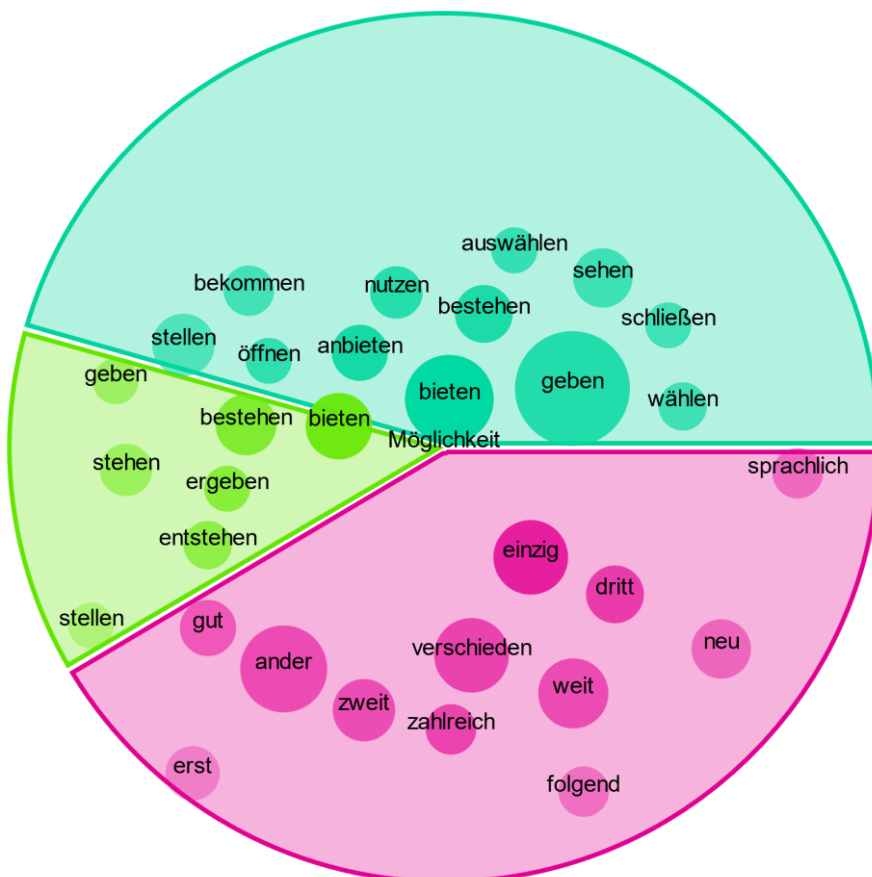 auswählen
sehen
bekommen
nutzen
bestehen
schließen
stellen
öffnen
anbieten
geben
bieten
geben
wählen
bestehen
bieten
Möglichkeit
stehen
sprachlich
ergeben
entstehen
einzig
dritt
stellen
gut
verschieden
neu
ander
weit
zweit
zahlreich
erst
folgend